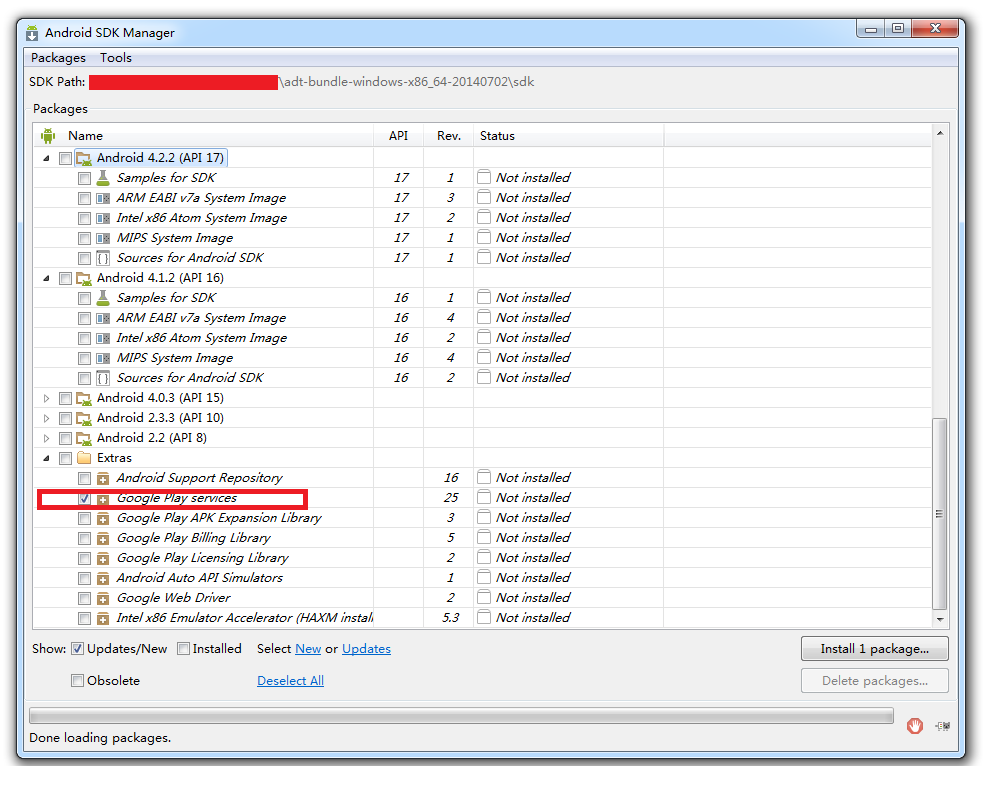 Android SDK Manager
Packages Tools
SDK Path: \adt-bundle-windows-x86_64-20140702\sdk
Packages
Name API Rev. Status
Android 4.2.2 (API 17)
Samples for SDK 17 1 Not installed
ARM EABI v7a System Image 17 3 Not installed
Intel x86 Atom System Image 17 2 Not installed
MIPS System Image 17 1 Not installed
Sources for Android SDK 17 1 Not installed
Android 4.1.2 (API 16)
Samples for SDK 16 1 Not installed
ARM EABI v7a System Image 16 4 Not installed
Intel x86 Atom System Image 16 2 Not installed
MIPS System Image 16 4 Not installed
Sources for Android SDK 16 2 Not installed
Android 4.0.3 (API 15)
Android 2.3.3 (API 10)
Android 2.2 (API 8)
Extras
Android Support Repository 16 Not installed
Google Play services 25 Not installed
Google Play APK Expansion Library 3 Not installed
Google Play Billing Library 5 Not installed
Google Play Licensing Library 2 Not installed
Android Auto API Simulators 1 Not installed
Google Web Driver 2 Not installed
Intel x86 Emulator Accelerator (HAXM install 5.3 Not installed
Show: Updates/New Installed Select New or Updates Install 1 package...
Obsolete Deselect All Delete packages...
Done loading packages.